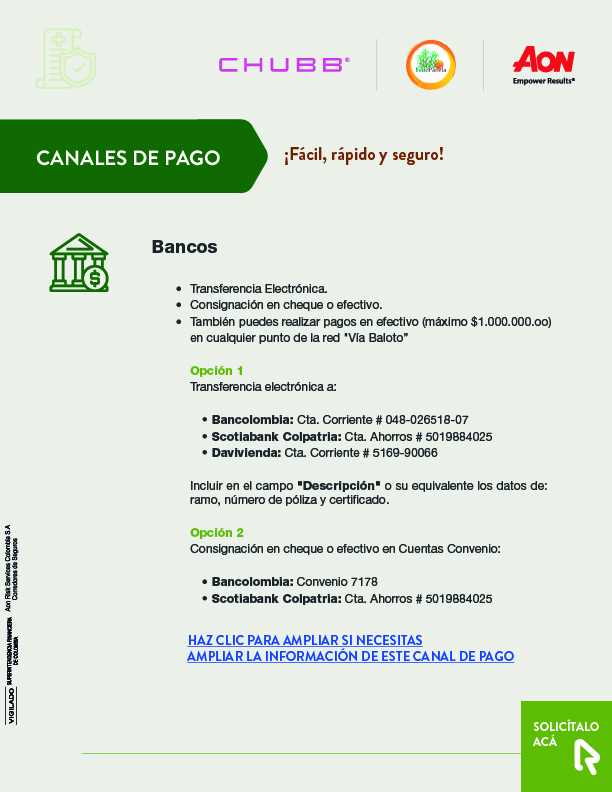 CHUBB®
FedePanela
AON
Empower Results®
CANALES DE PAGO
¡Fácil, rápido y seguro!
Bancos
• Transferencia Electrónica.
• Consignación en cheque o efectivo.
• También puedes realizar pagos en efectivo (máximo $1.000.000.oo)
en cualquier punto de la red "Vía Baloto"
Opción 1
Transferencia electrónica a:
• Bancolombia: Cta. Corriente # 048-026518-07
• Scotiabank Colpatria: Cta. Ahorros # 5019884025
• Davivienda: Cta. Corriente # 5169-90066
Incluir en el campo "Descripción" o su equivalente los datos de:
ramo, número de póliza y certificado.
Opción 2
Consignación en cheque o efectivo en Cuentas Convenio:
• Bancolombia: Convenio 7178
• Scotiabank Colpatria: Cta. Ahorros # 5019884025
HAZ CLIC PARA AMPLIAR SI NECESITAS
AMPLIAR LA INFORMACIÓN DE ESTE CANAL DE PAGO
Aon Risk Services Colombia S.A
Corredores de Seguros
VIGILADO
SUPERINTENDENCIA FINANCIERA
DE COLOMBIA
SOLICÍTALO
ACÁ